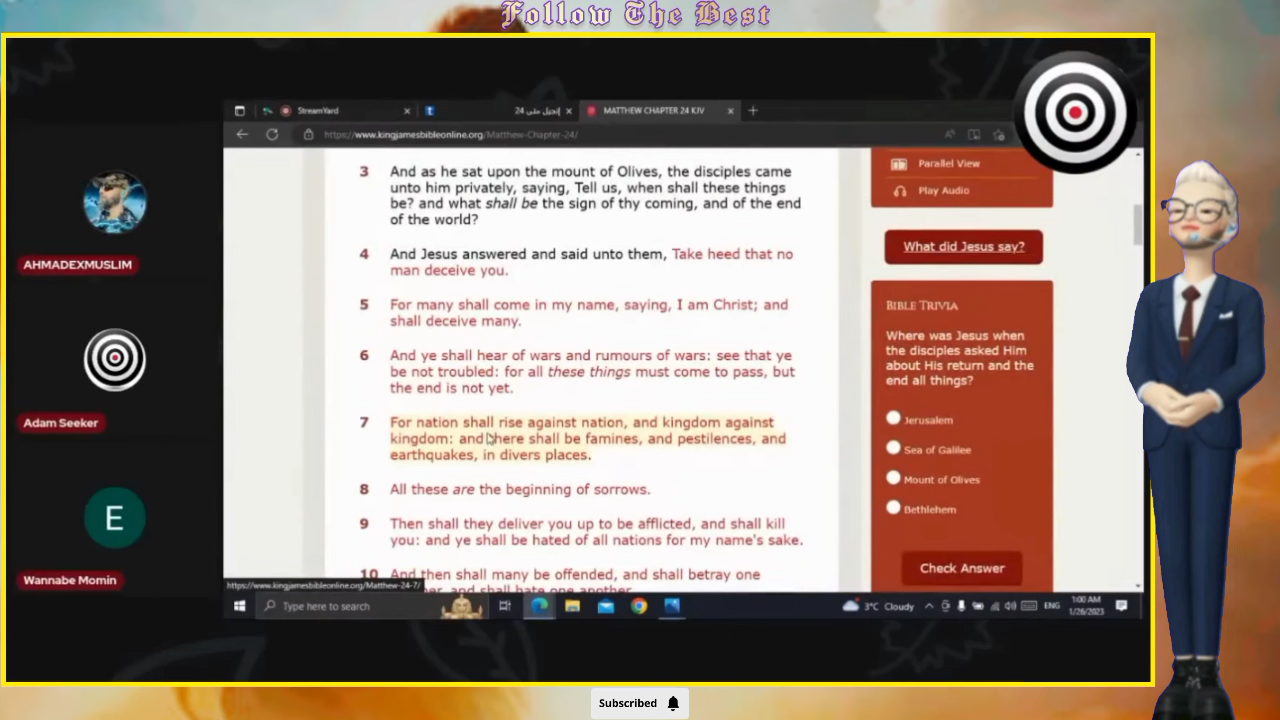 Follow The Best
StreamYard
إنجيل متى 24
MATTHEW CHAPTER 24 KJV
https://www.kingjamesbibleonline.org/Matthew-Chapter-24/
AHMADEXMUSLIM
Adam Seeker
E
Wannabe Momin
3 And as he sat upon the mount of Olives, the disciples came
unto him privately, saying, Tell us, when shall these things
be? and what shall be the sign of thy coming, and of the end
of the world?
4 And Jesus answered and said unto them, Take heed that no
man deceive you.
5 For many shall come in my name, saying, I am Christ; and
shall deceive many.
6 And ye shall hear of wars and rumours of wars: see that ye
be not troubled: for all these things must come to pass, but
the end is not yet.
7 For nation shall rise against nation, and kingdom against
kingdom: and there shall be famines, and pestilences, and
earthquakes, in divers places.
8 All these are the beginning of sorrows.
9 Then shall they deliver you up to be afflicted, and shall kill
you: and ye shall be hated of all nations for my name's sake.
10 And then shall many be offended, and shall betray one
and shall hate one another.
Parallel View
Play Audio
What did Jesus say?
BIBLE TRIVIA
Where was Jesus when
the disciples asked Him
about His return and the
end all things?
Jerusalem
Sea of Galilee
Mount of Olives
Bethlehem
Check Answer
https://www.kingjamesbibleonline.org/Matthew-24-7/
Type here to search
3°C Cloudy
ENG
1:00 AM
1/26/2023
Subscribed